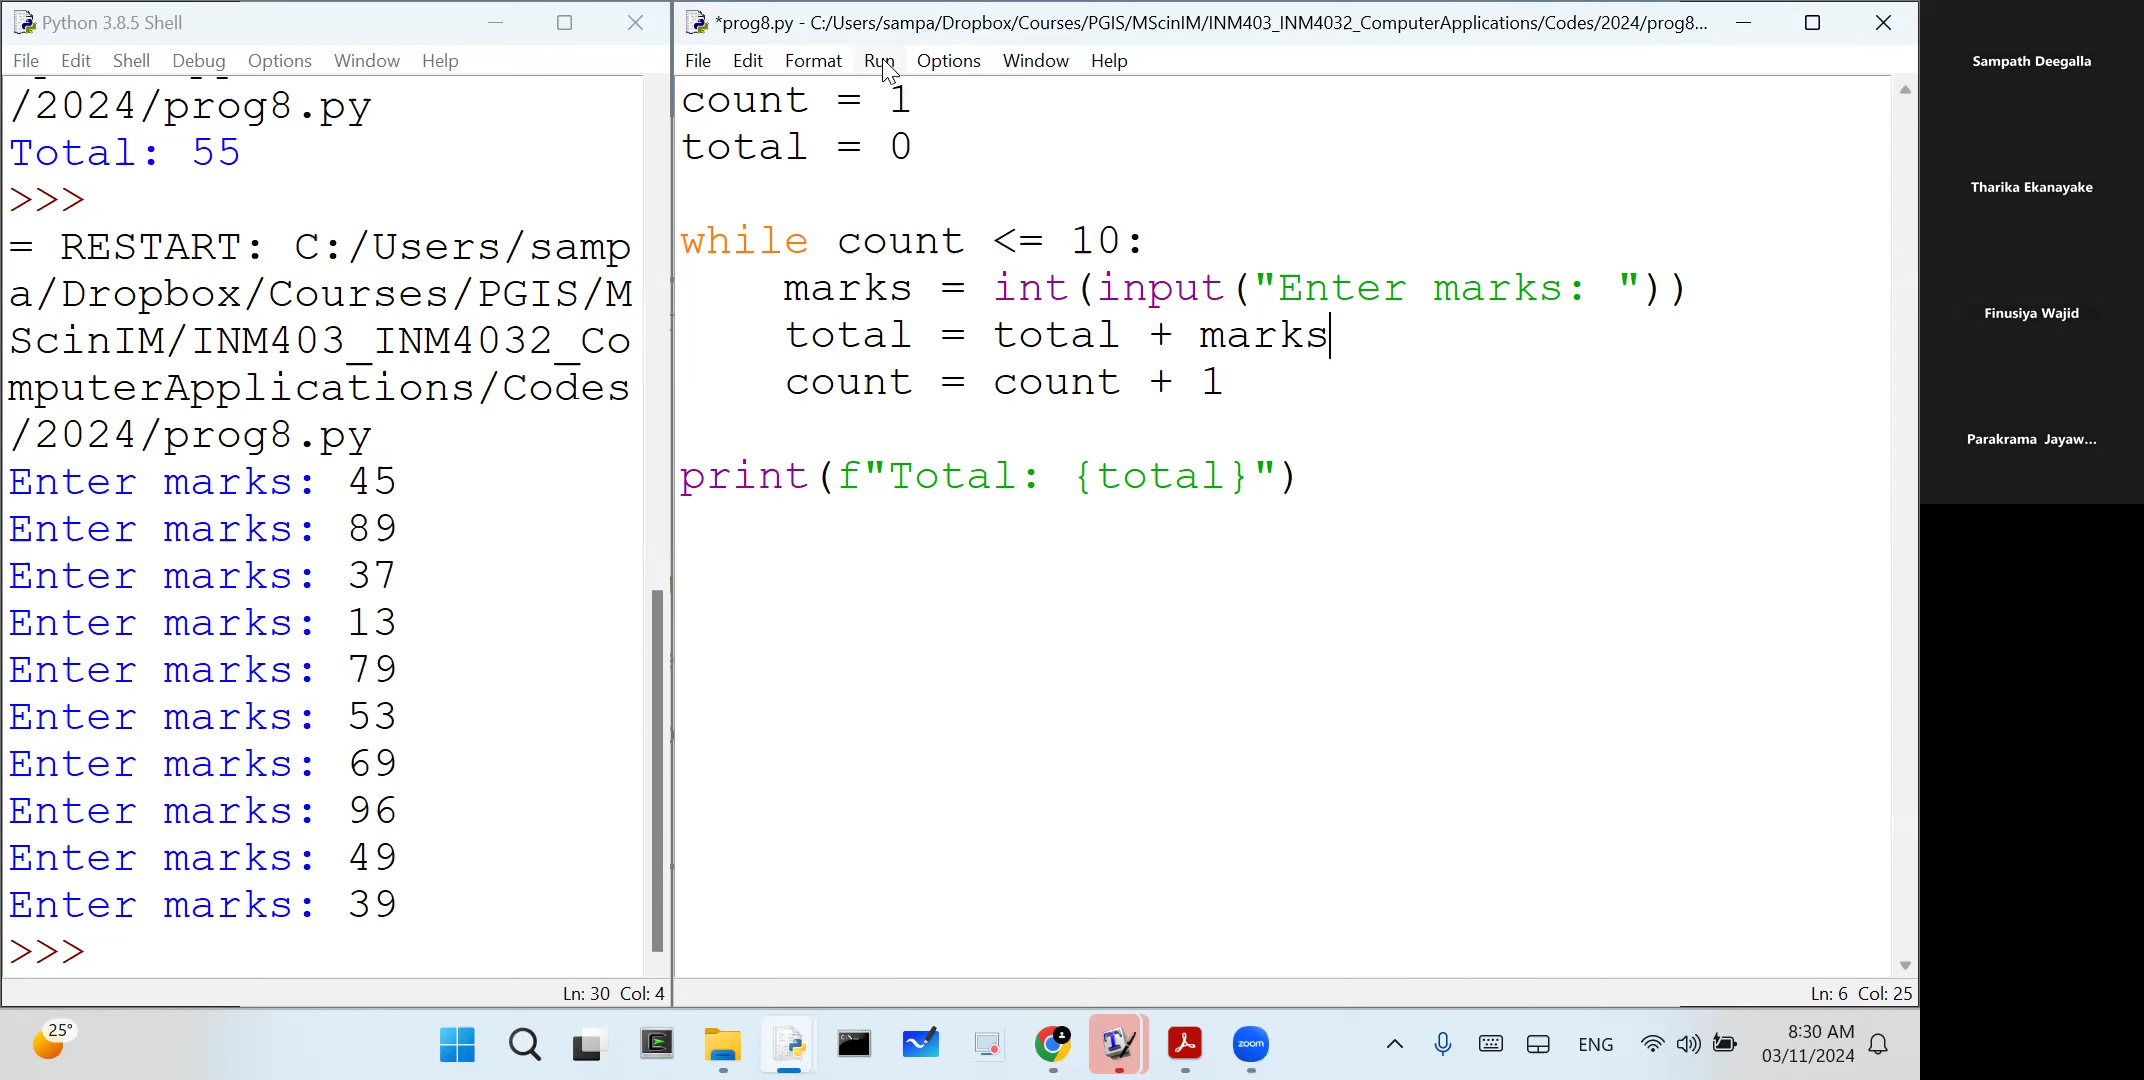 Python 3.8.5 Shell
File Edit Shell Debug Options Window Help
/2024/prog8.py
Total: 55
>>>
= RESTART: C:/Users/samp
a/Dropbox/Courses/PGIS/M
ScinIM/INM403_INM4032_Co
mputerApplications/Codes
/2024/prog8.py
Enter marks: 45
Enter marks: 89
Enter marks: 37
Enter marks: 13
Enter marks: 79
Enter marks: 53
Enter marks: 69
Enter marks: 96
Enter marks: 49
Enter marks: 39
>>>
Ln: 30 Col: 4
*prog8.py - C:/Users/sampa/Dropbox/Courses/PGIS/MScinIM/INM403_INM4032_ComputerApplications/Codes/2024/prog8...
File Edit Format Run Options Window Help
count = 1
total = 0
while count <= 10:
    marks = int(input("Enter marks: "))
    total = total + marks
    count = count + 1
print(f"Total: {total}")
Ln: 6 Col: 25
Sampath Deegalla
Tharika Ekanayake
Finusiya Wajid
Parakrama Jayaw...
25°
zoom
ENG
8:30 AM
03/11/2024